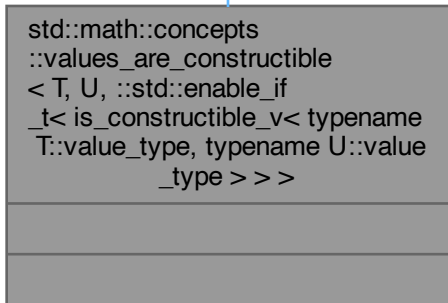 std::math::concepts
::values_are_constructible
< T, U, ::std::enable_if
_t< is_constructible_v< typename
T::value_type, typename U::value
_type > > >